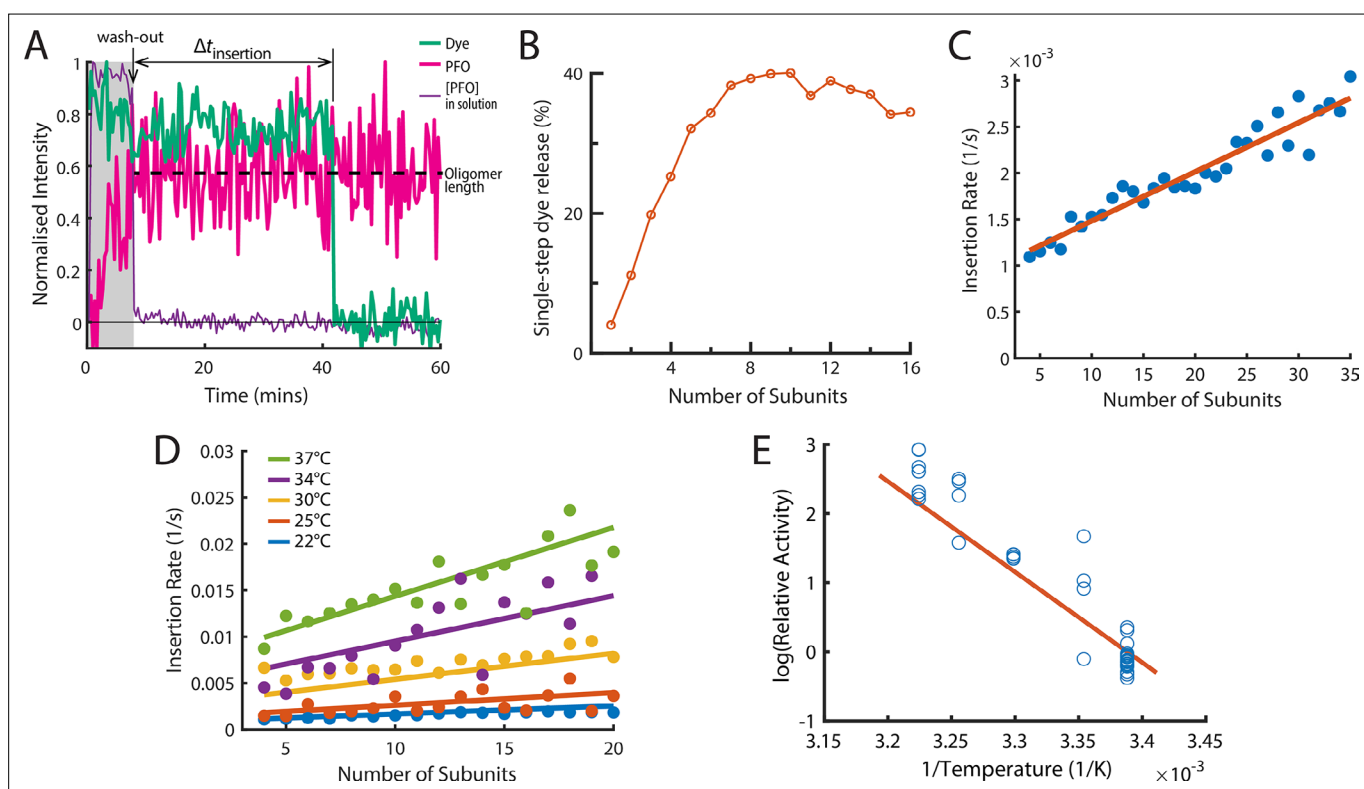 A
wash-out
Δt insertion
Dye
PFO
[PFO]
in solution
Oligomer
length
Normalised Intensity
1
0.8
0.6
0.4
0.2
0
0
20
40
60
Time (mins)
B
Single-step dye release (%)
40
20
0
4
8
12
16
Number of Subunits
C
×10⁻³
Insertion Rate (1/s)
3
2.5
2
1.5
1
0.5
0
5
10
15
20
25
30
35
Number of Subunits
D
37°C
34°C
30°C
25°C
22°C
Insertion Rate (1/s)
0.03
0.025
0.02
0.015
0.01
0.005
0
5
10
15
20
Number of Subunits
E
log(Relative Activity)
3
2
1
-0
-1
3.15
3.2
3.25
3.3
3.35
3.4
3.45
1/Temperature (1/K)
×10⁻³